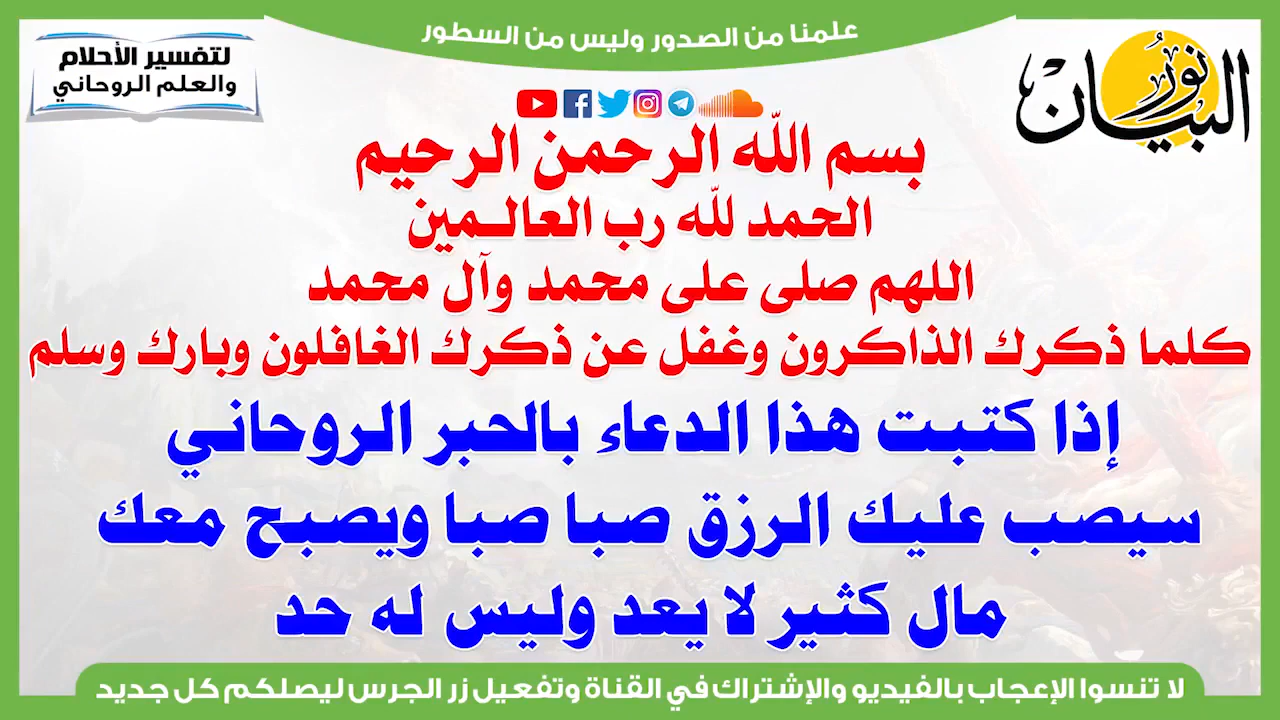 علمنا من الصدور وليس من السطور
لتفسير الأحلام
والعلم الروحاني
نور
البيان
بسم الله الرحمن الرحيم
الحمد لله رب العالـمين
اللهم صلى على محمد وآل محمد
كلما ذكرك الذاكرون وغفل عن ذكرك الغافلون وبارك وسلم
إذا كتبت هذا الدعاء بالحبر الروحاني
سيصب عليك الرزق صبا صبا ويصبح معك
مال كثير لا يعد وليس له حد
لا تنسوا الإعجاب بالفيديو والإشتراك في القناة وتفعيل زر الجرس ليصلكم كل جديد